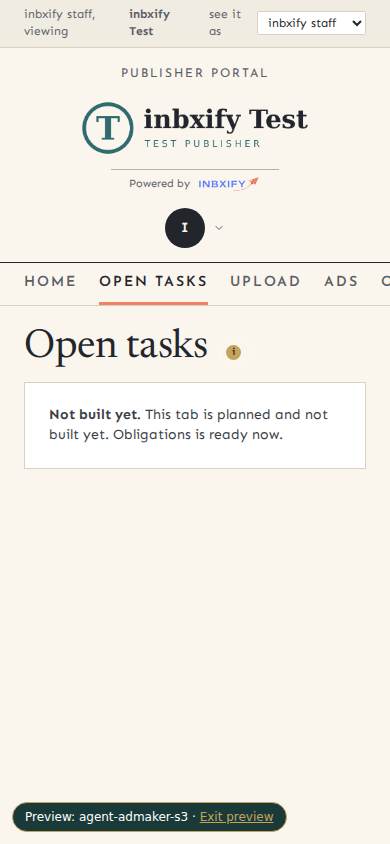 inbxify staff, viewing inbxify Test see it as inbxify staff
PUBLISHER PORTAL
T inbxify Test
TEST PUBLISHER
Powered by INBXIFY
I
HOME OPEN TASKS UPLOAD ADS
Open tasks i
Not built yet. This tab is planned and not
built yet. Obligations is ready now.
Preview: agent-admaker-s3 · Exit preview